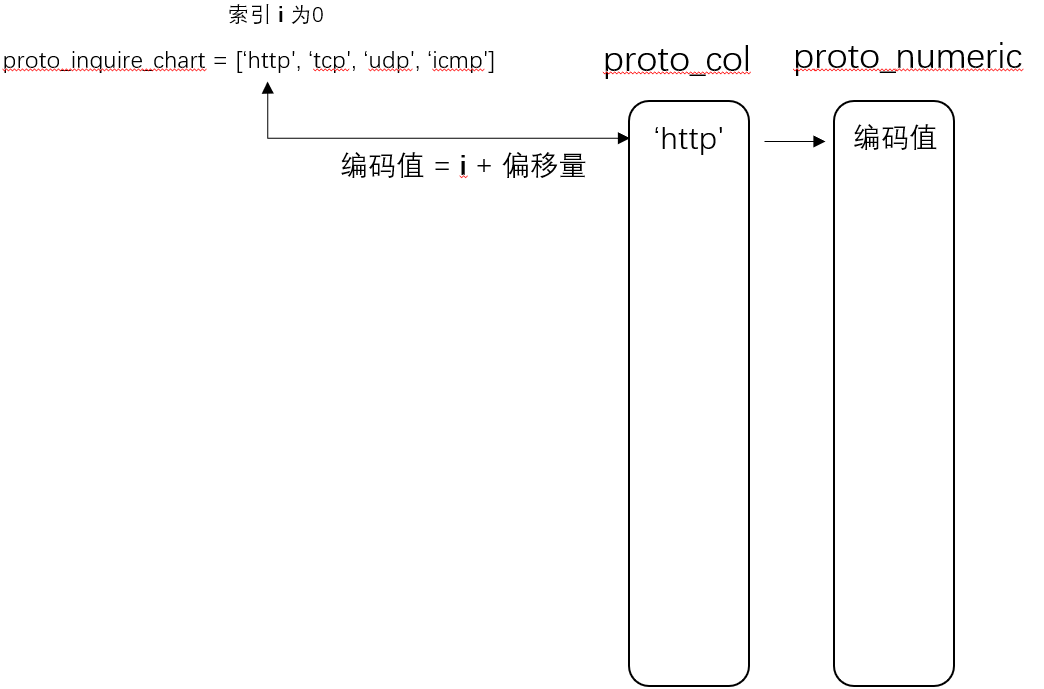 索引 i 为0
proto_inquire_chart = [‘http', ‘tcp', ‘udp', ‘icmp']
proto_col
proto_numeric
‘http'
编码值
编码值 = i + 偏移量